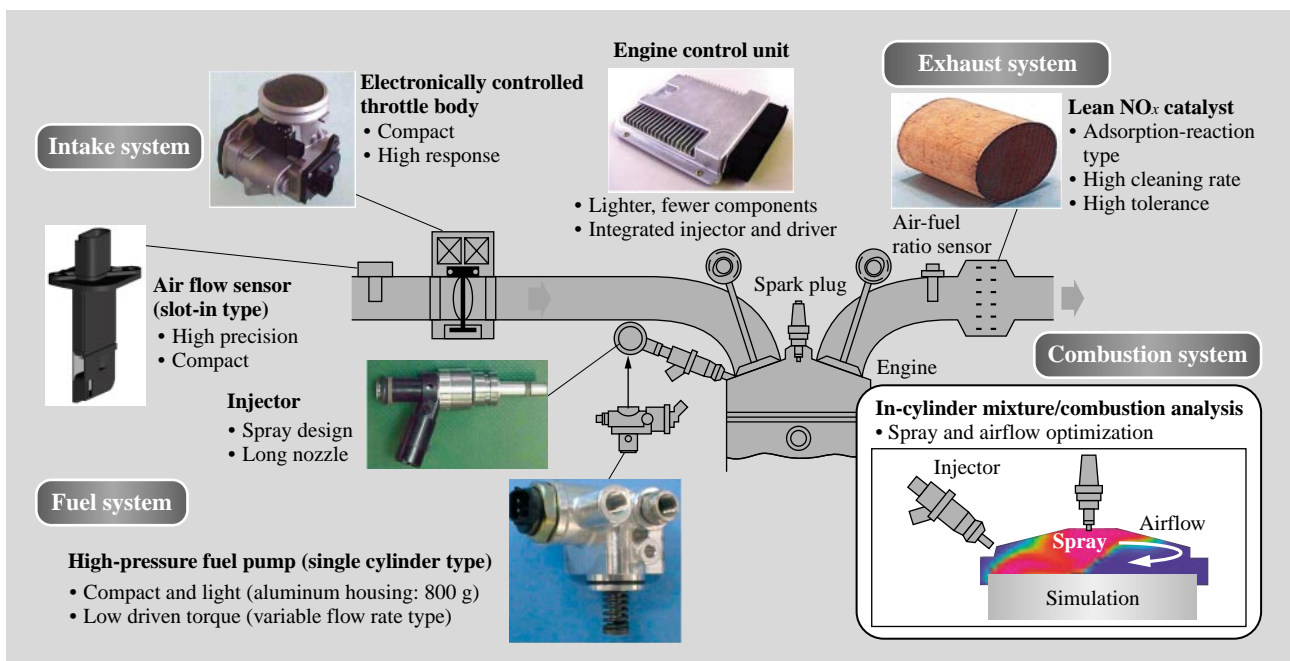 Intake system
Electronically controlled
throttle body
• Compact
• High response
Engine control unit
• Lighter, fewer components
• Integrated injector and driver
Exhaust system
Lean NOx catalyst
• Adsorption-reaction
type
• High cleaning rate
• High tolerance
Air-fuel
ratio sensor
Air flow sensor
(slot-in type)
• High precision
• Compact
Spark plug
Engine
Injector
• Spray design
• Long nozzle
Fuel system
High-pressure fuel pump (single cylinder type)
• Compact and light (aluminum housing: 800 g)
• Low driven torque (variable flow rate type)
Combustion system
In-cylinder mixture/combustion analysis
• Spray and airflow optimization
Injector
Spray
Airflow
Simulation